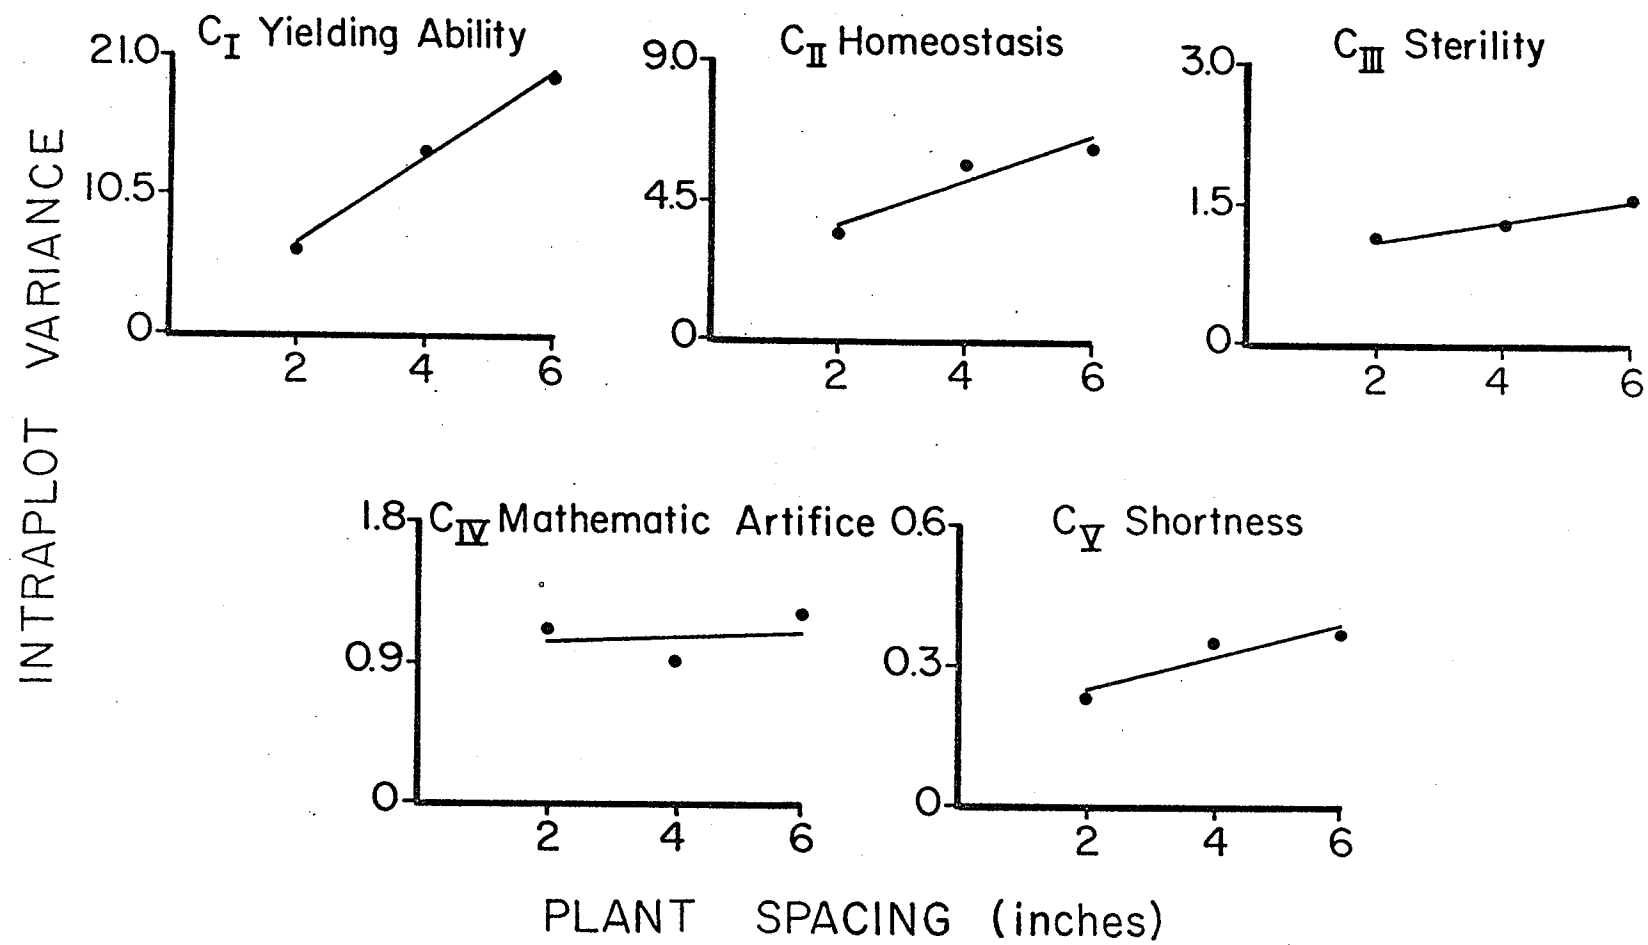 C_I Yielding Ability
21.0
10.5
0
2 4 6
C_II Homeostasis
9.0
4.5
0
2 4 6
C_III Sterility
3.0
1.5
0
2 4 6
C_IV Mathematic Artifice
1.8
0.9
0
2 4 6
C_V Shortness
0.6
0.3
0
2 4 6
INTRAPLOT VARIANCE
PLANT SPACING (inches)